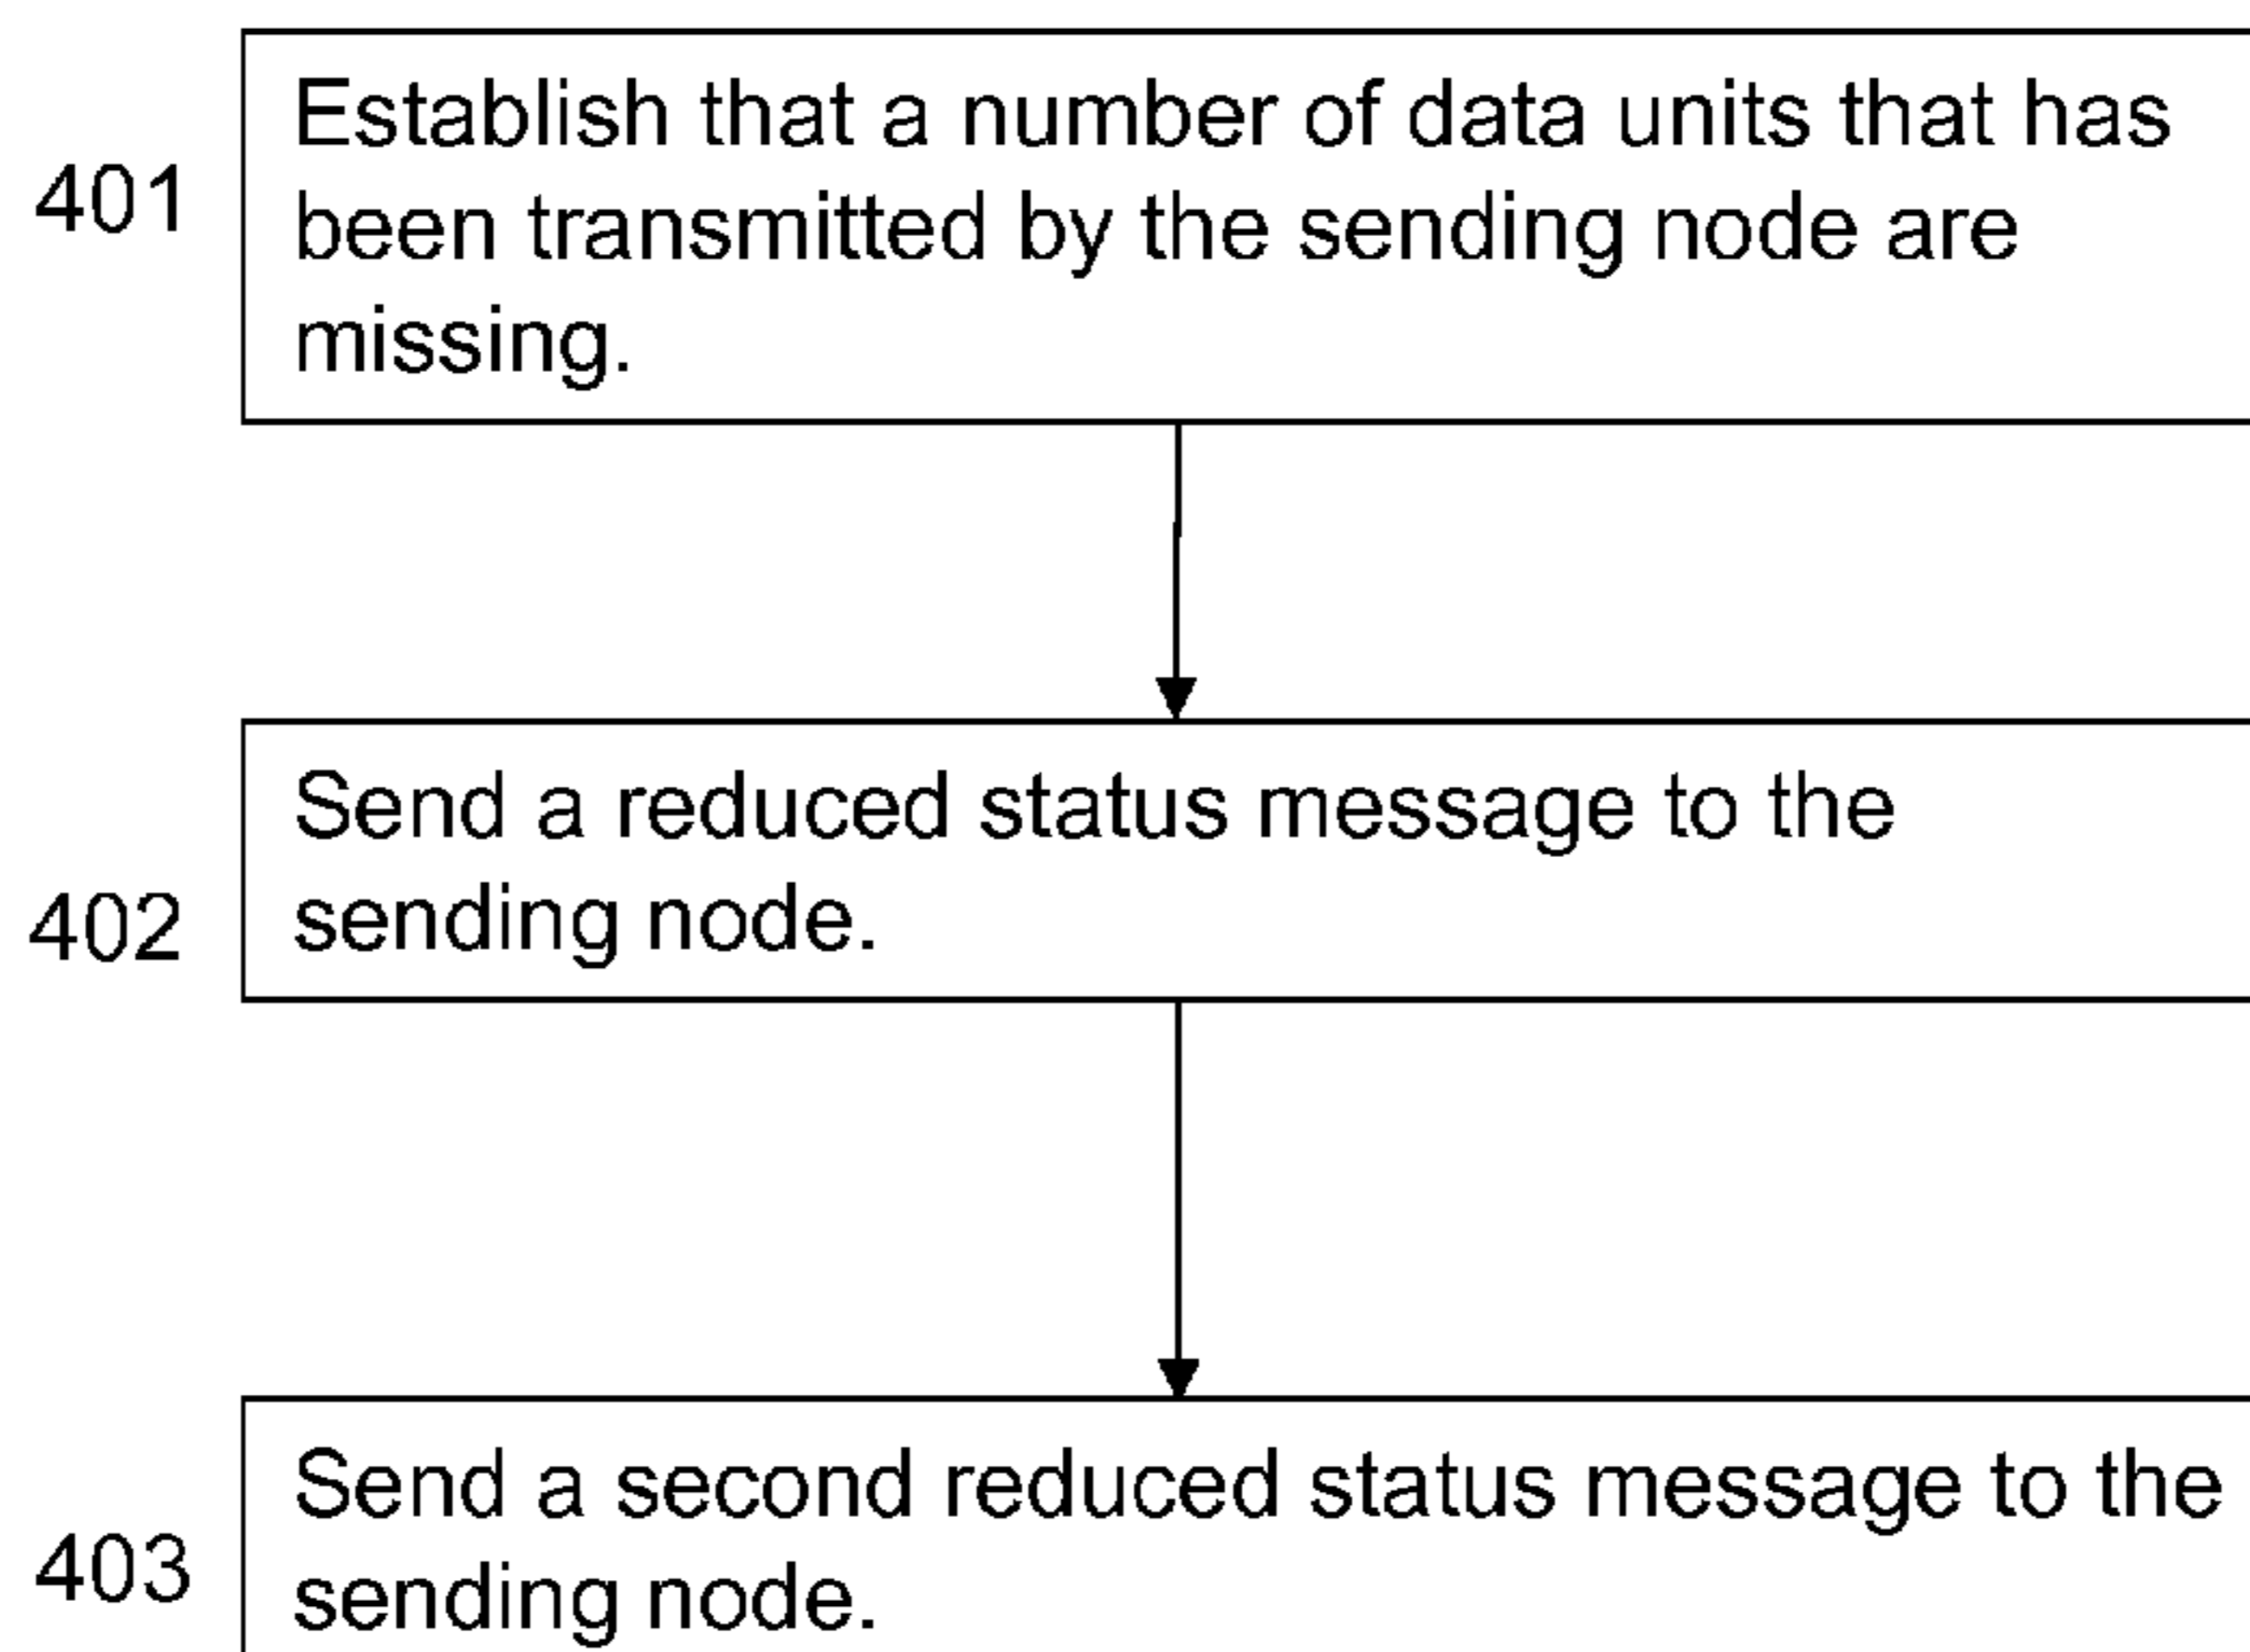 401
Establish that a number of data units that has
been transmitted by the sending node are
missing.
402
Send a reduced status message to the
sending node.
403
Send a second reduced status message to the
sending node.